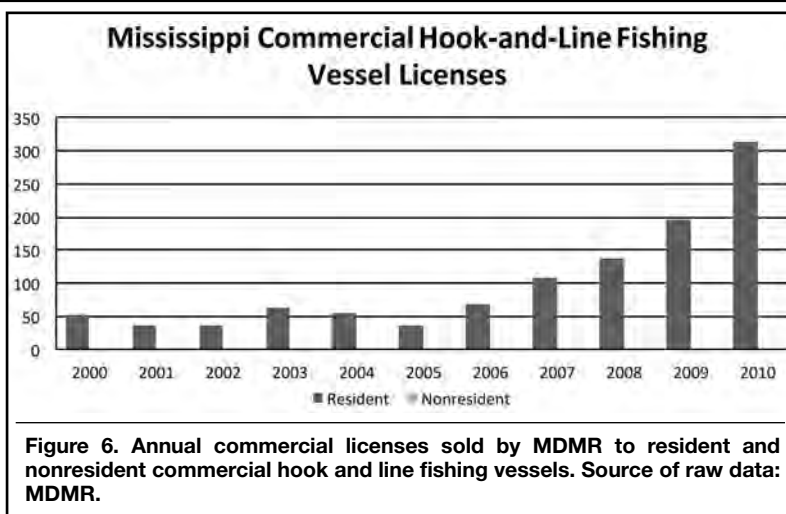 Mississippi Commercial Hook-and-Line Fishing
Vessel Licenses
350
300
250
200
150
100
50
0
2000 2001 2002 2003 2004 2005 2006 2007 2008 2009 2010
Resident Nonresident
Figure 6. Annual commercial licenses sold by MDMR to resident and
nonresident commercial hook and line fishing vessels. Source of raw data:
MDMR.